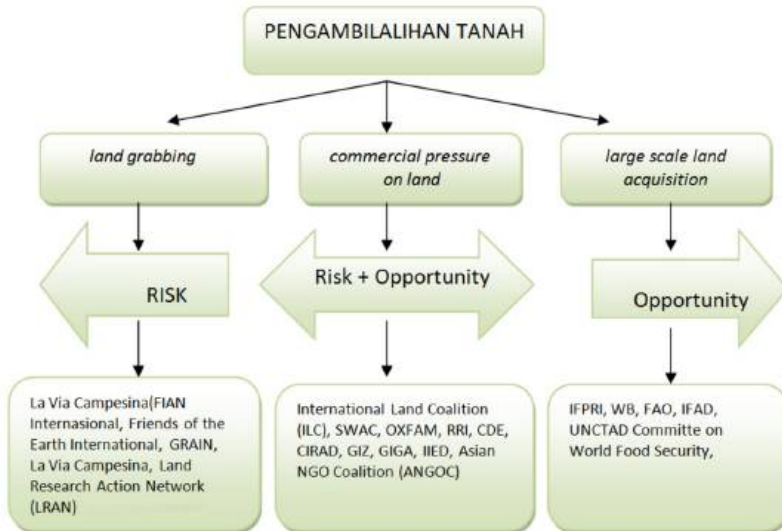 PENGAMBILALIHAN TANAH
land grabbing
commercial pressure
on land
large scale land
acquisition
RISK
Risk + Opportunity
Opportunity
La Via Campesina(FIAN
Internasional, Friends of the
Earth International, GRAIN,
La Via Campesina, Land
Research Action Network
(LRAN)
International Land Coalition
(ILC), SWAC, OXFAM, RRI, CDE,
CIRAD, GIZ, GIGA, IIED, Asian
NGO Coalition (ANGOC)
IFPRI, WB, FAO, IFAD,
UNCTAD Committe on
World Food Security,